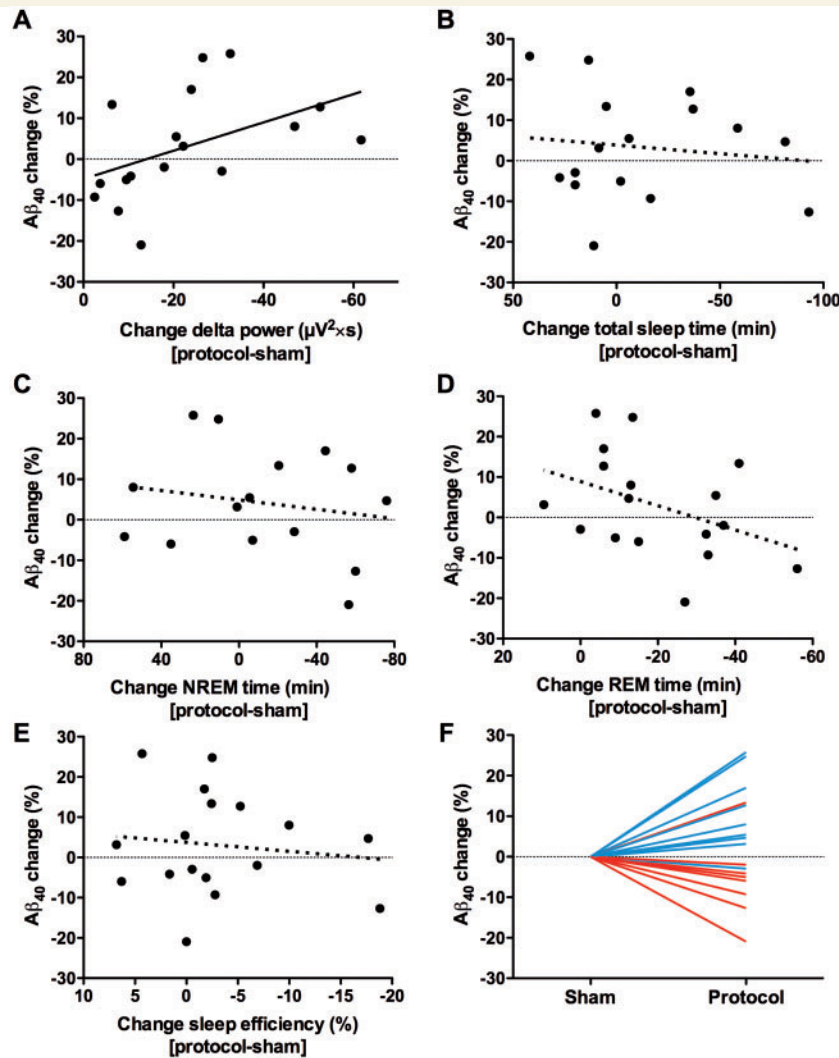 A
Aβ40 change (%)
30
20
10
0
-10
-20
-30
0
-20
-40
-60
Change delta power (µV²×s)
[protocol-sham]
B
Aβ40 change (%)
30
20
10
0
-10
-20
-30
50
0
-50
-100
Change total sleep time (min)
[protocol-sham]
C
Aβ40 change (%)
30
20
10
0
-10
-20
-30
80
40
0
-40
-80
Change NREM time (min)
[protocol-sham]
D
Aβ40 change (%)
30
20
10
0
-10
-20
-30
20
0
-20
-40
-60
Change REM time (min)
[protocol-sham]
E
Aβ40 change (%)
30
20
10
0
-10
-20
-30
10
5
0
-5
-10
-15
-20
Change sleep efficiency (%)
[protocol-sham]
F
Aβ40 change (%)
30
20
10
0
-10
-20
-30
Sham
Protocol